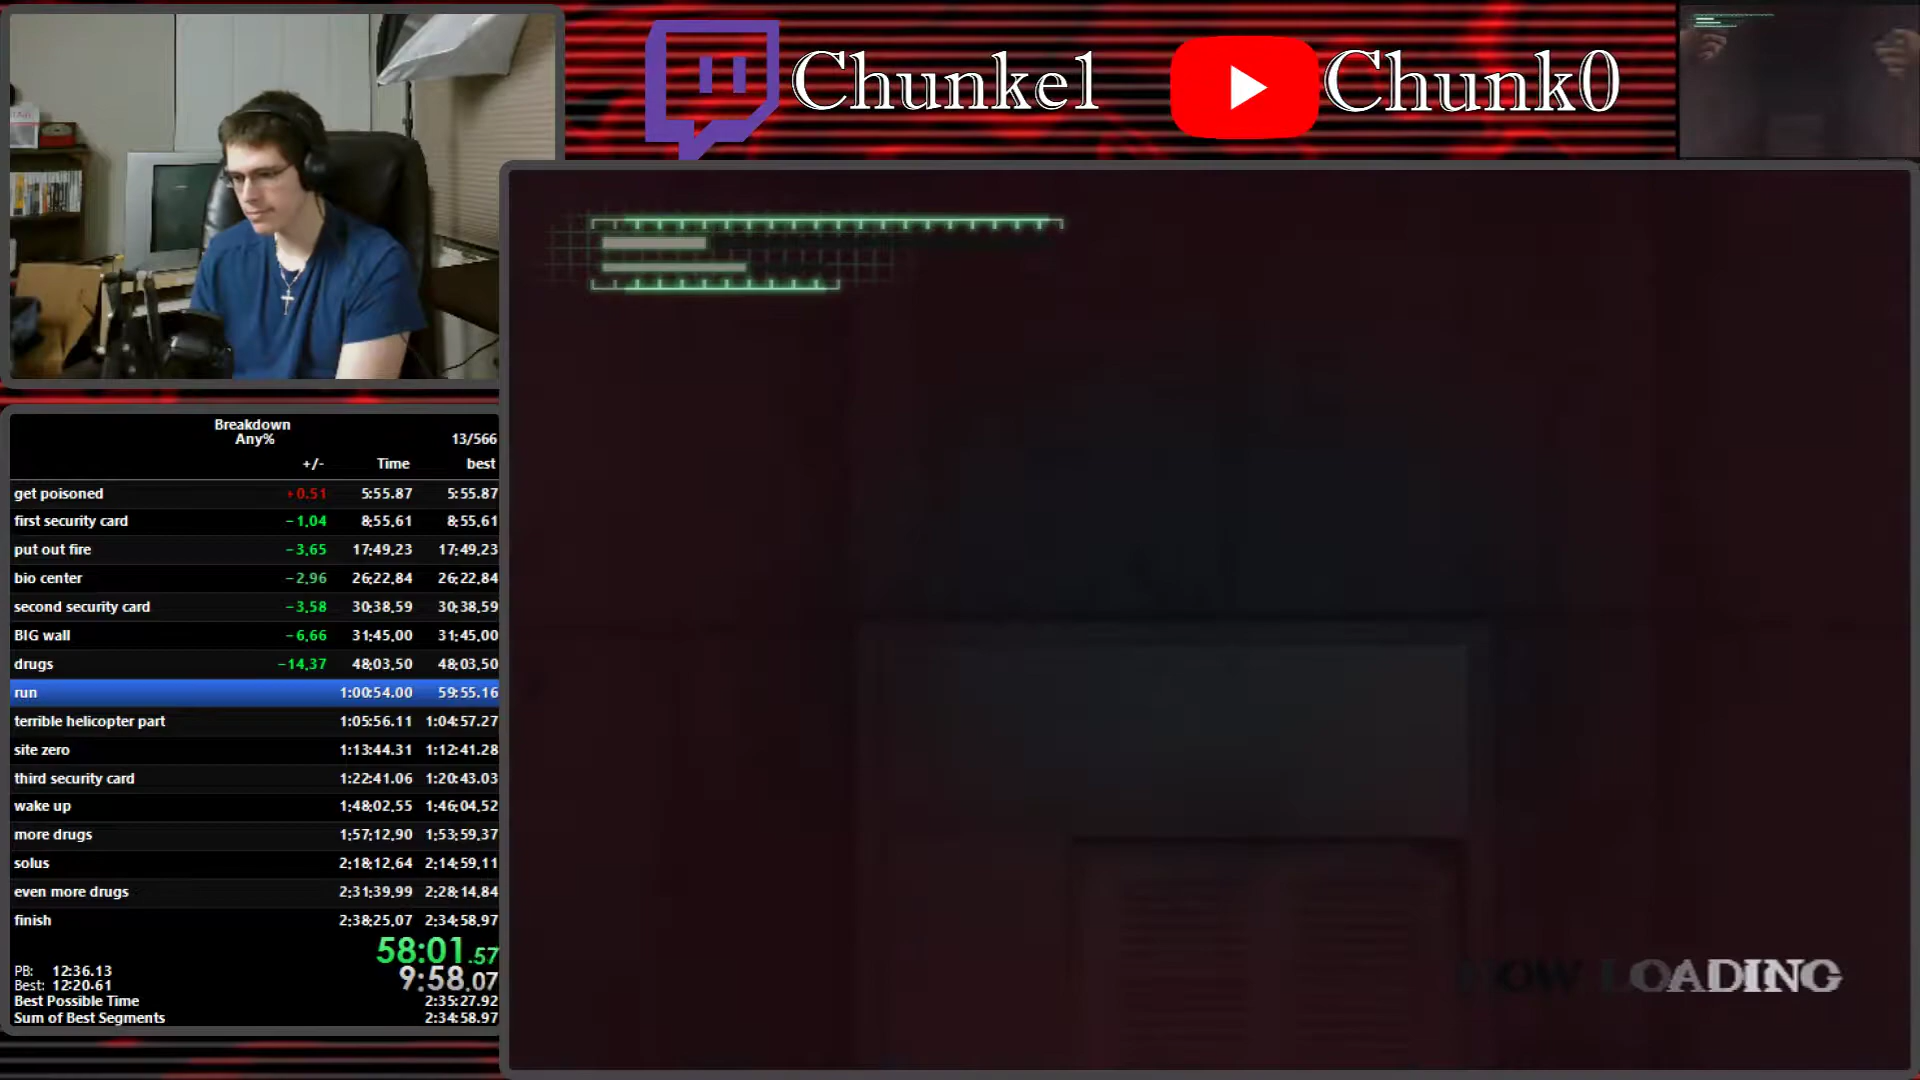 Chunke1
Chunk0
Breakdown
Any% 13/566
+/- Time best
get poisoned +0.51 5:55.87 5:55.87
first security card -1.04 8:55.61 8:55.61
put out fire -3.65 17:49.23 17:49.23
bio center -2.96 26:22.84 26:22.84
second security card -3.58 30:38.59 30:38.59
BIG wall -6.66 31:45.00 31:45.00
drugs -14.37 48:03.50 48:03.50
run 1:00:54.00 59:55.16
terrible helicopter part 1:05:56.11 1:04:57.27
site zero 1:13:44.31 1:12:41.28
third security card 1:22:41.06 1:20:43.03
wake up 1:48:02.55 1:46:04.52
more drugs 1:57:12.90 1:53:59.37
solus 2:18:12.64 2:14:59.11
even more drugs 2:31:39.99 2:28:14.84
finish 2:38:25.07 2:34:58.97
58:01.57
PB: 12:36.13
9:58.07
Best: 12:20.61
Best Possible Time 2:35:27.92
Sum of Best Segments 2:34:58.97
NOW LOADING